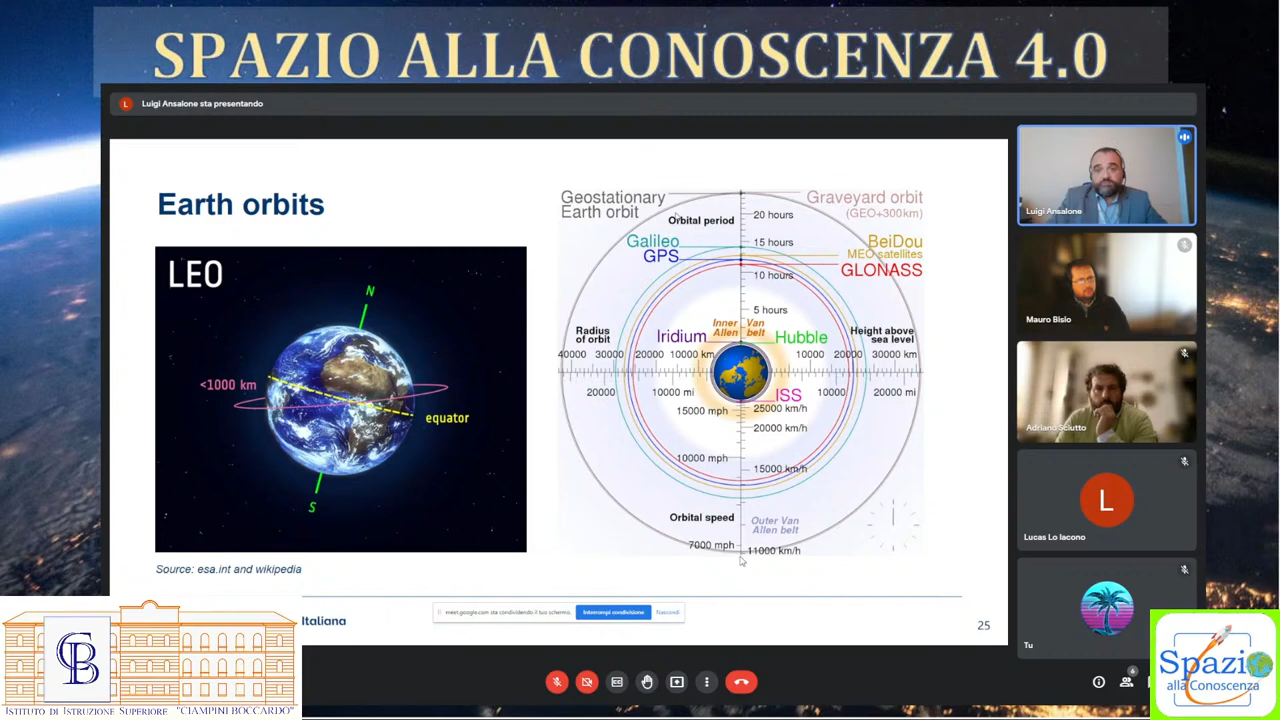 SPAZIO ALLA CONOSCENZA 4.0
L
Luigi Ansalone sta presentando
Earth orbits
LEO
N
<1000 km
equator
S
Source: esa.int and wikipedia
Geostationary
Earth orbit
Graveyard orbit
(GEO+300km)
Orbital period
20 hours
Galileo
15 hours
BeiDou
MEO satellites
GPS
GLONASS
10 hours
5 hours
Inner Van
Allen belt
Radius
of orbit
Iridium
Hubble
Height above
sea level
40000 30000 20000 10000 km
10000 20000 30000 km
20000 10000 mi
10000 20000 mi
ISS
15000 mph
25000 km/h
20000 km/h
10000 mph
15000 km/h
Orbital speed
Outer Van
Allen belt
7000 mph
11000 km/h
Italiana
25
meet.google.com sta condividendo il tuo schermo.
Interrompi condivisione
Nascondi
Luigi Ansalone
Mauro Bisio
Adriano Sciutto
L
Lucas Lo Iacono
Tu
CC
6
CB
ISTITUTO DI ISTRUZIONE SUPERIORE "CIAMPINI BOCCARDO"
Spazio
alla Conoscenza